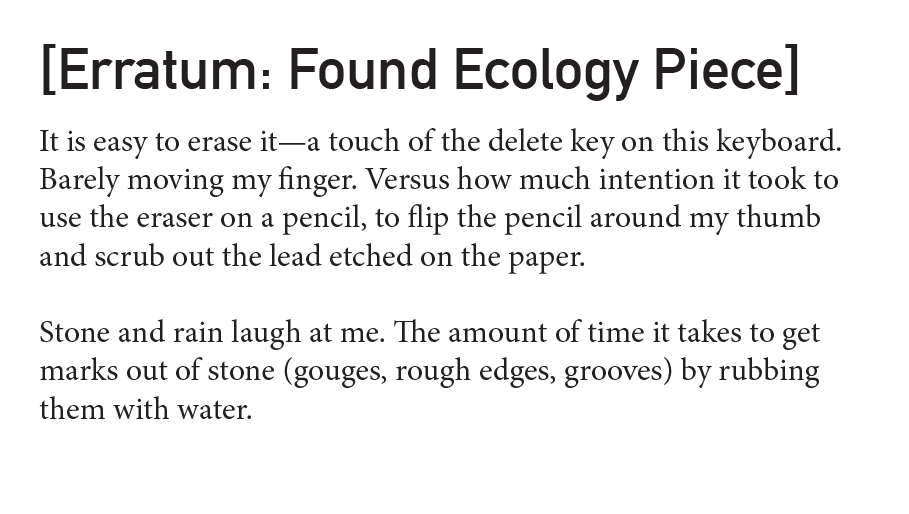 [Erratum: Found Ecology Piece]
It is easy to erase it—a touch of the delete key on this keyboard.
Barely moving my finger. Versus how much intention it took to
use the eraser on a pencil, to flip the pencil around my thumb
and scrub out the lead etched on the paper.
Stone and rain laugh at me. The amount of time it takes to get
marks out of stone (gouges, rough edges, grooves) by rubbing
them with water.